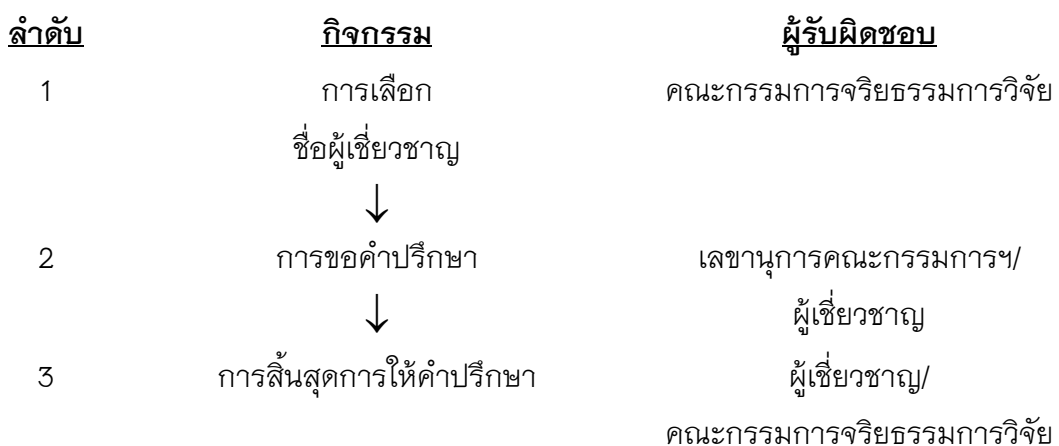 ลำดับ กิจกรรม ผู้รับผิดชอบ
1 การเลือก คณะกรรมการจริยธรรมการวิจัย
ชื่อผู้เชี่ยวชาญ
↓
2 การขอคำปรึกษา เลขานุการคณะกรรมการฯ/
↓ ผู้เชี่ยวชาญ
3 การสิ้นสุดการให้คำปรึกษา ผู้เชี่ยวชาญ/
คณะกรรมการจริยธรรมการวิจัย